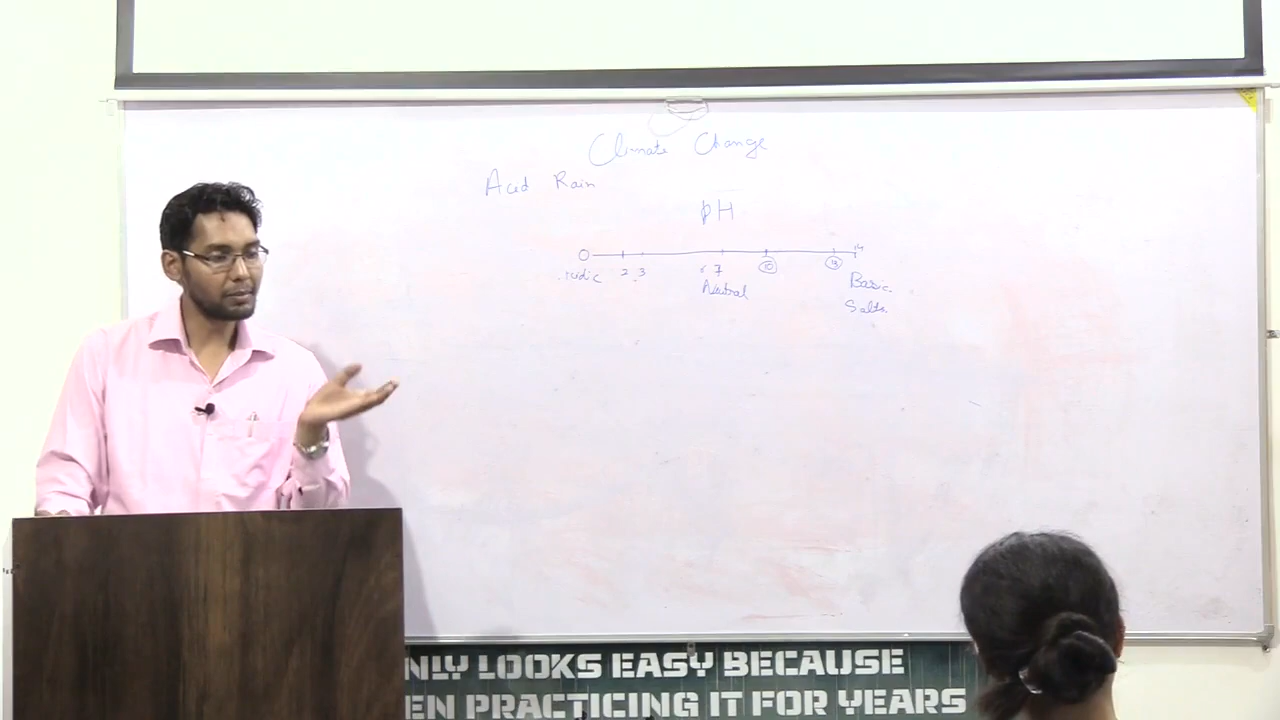 Climate Change
Acid Rain
pH
0 14
2 3 7 10 13
Neutral Basic
Salts
NLY LOOKS EASY BECAUSE
EN PRACTICING IT FOR YEARS